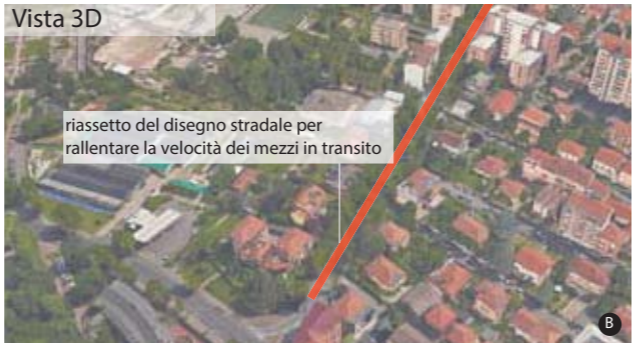 Vista 3D
riassetto del disegno stradale per
rallentare la velocità dei mezzi in transito
B